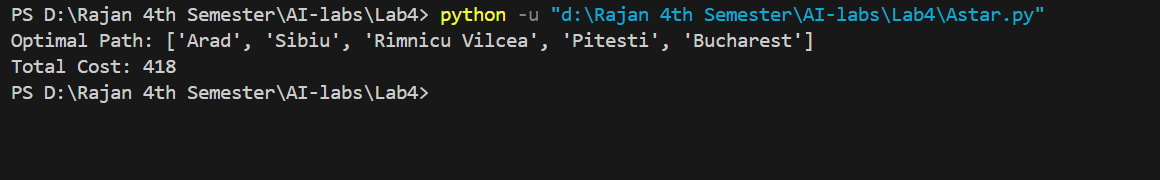 PS D:\Rajan 4th Semester\AI-labs\Lab4> python -u "d:\Rajan 4th Semester\AI-labs\Lab4\Astar.py"
Optimal Path: ['Arad', 'Sibiu', 'Rimnicu Vilcea', 'Pitesti', 'Bucharest']
Total Cost: 418
PS D:\Rajan 4th Semester\AI-labs\Lab4>